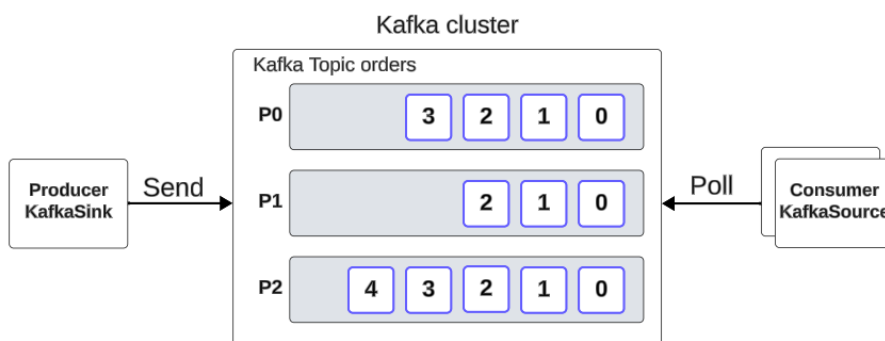 Kafka cluster
Kafka Topic orders
P0
3 2 1 0
Producer
KafkaSink
Send
P1
2 1 0
Poll
Consumer
KafkaSource
P2
4 3 2 1 0